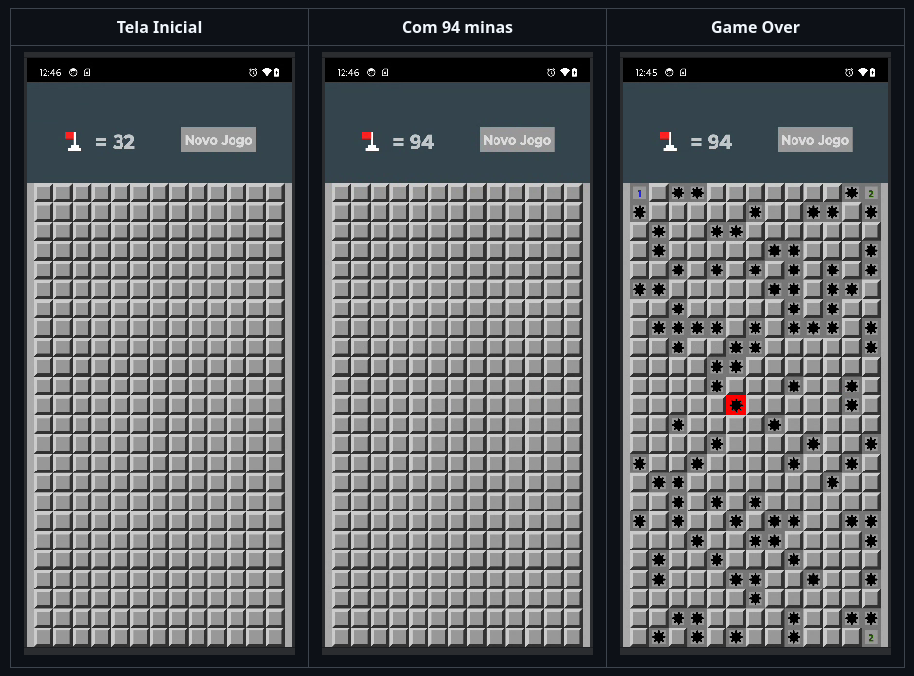 Tela Inicial
Com 94 minas
Game Over
12:46
= 32
Novo Jogo
12:46
= 94
Novo Jogo
12:45
= 94
Novo Jogo
1
2
2